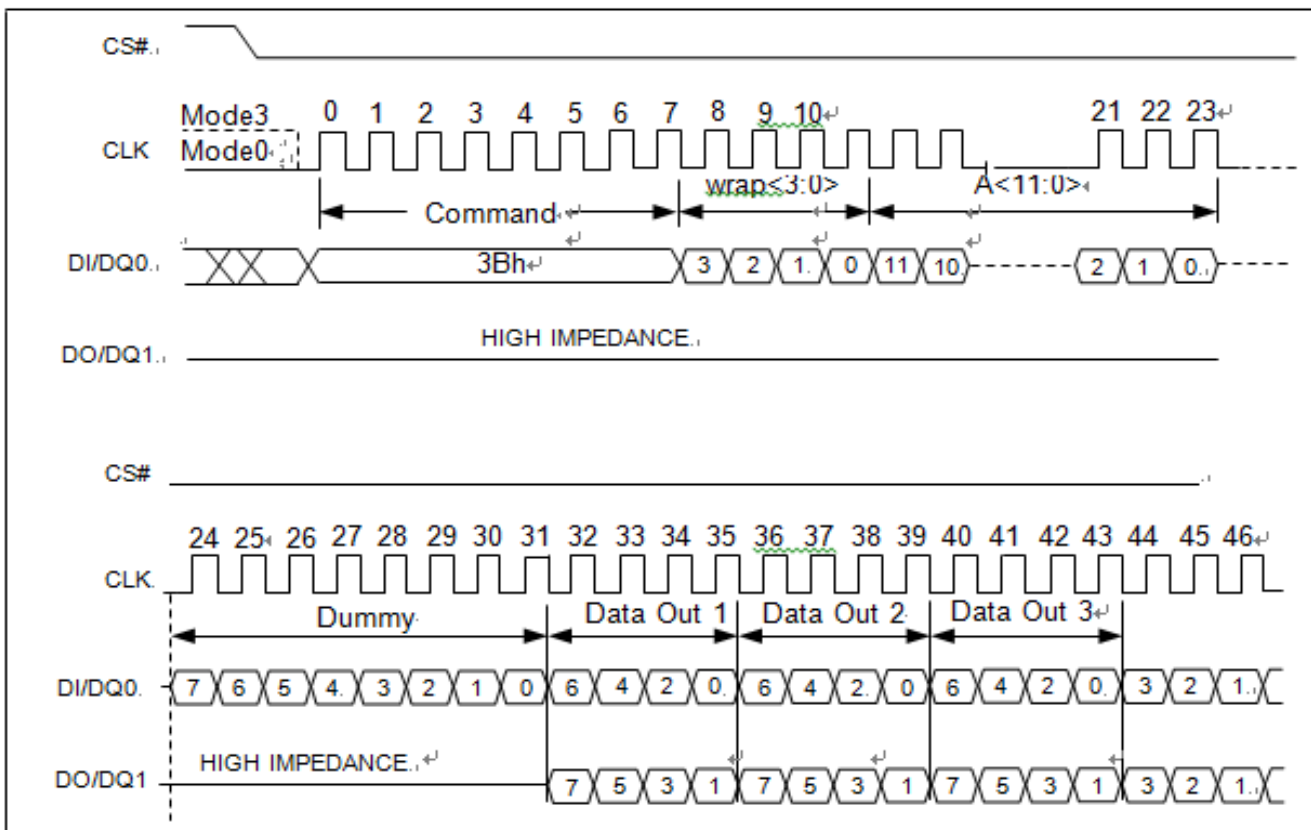 CS#
Mode3 0 1 2 3 4 5 6 7 8 9 10 21 22 23
CLK Mode0
wrap<3:0> A<11:0>
Command
DI/DQ0 3Bh 3 2 1 0 11 10 2 1 0
HIGH IMPEDANCE
DO/DQ1
CS#
24 25 26 27 28 29 30 31 32 33 34 35 36 37 38 39 40 41 42 43 44 45 46
CLK
Dummy Data Out 1 Data Out 2 Data Out 3
DI/DQ0 7 6 5 4 3 2 1 0 6 4 2 0 6 4 2 0 6 4 2 0 3 2 1
HIGH IMPEDANCE
DO/DQ1 7 5 3 1 7 5 3 1 7 5 3 1 3 2 1